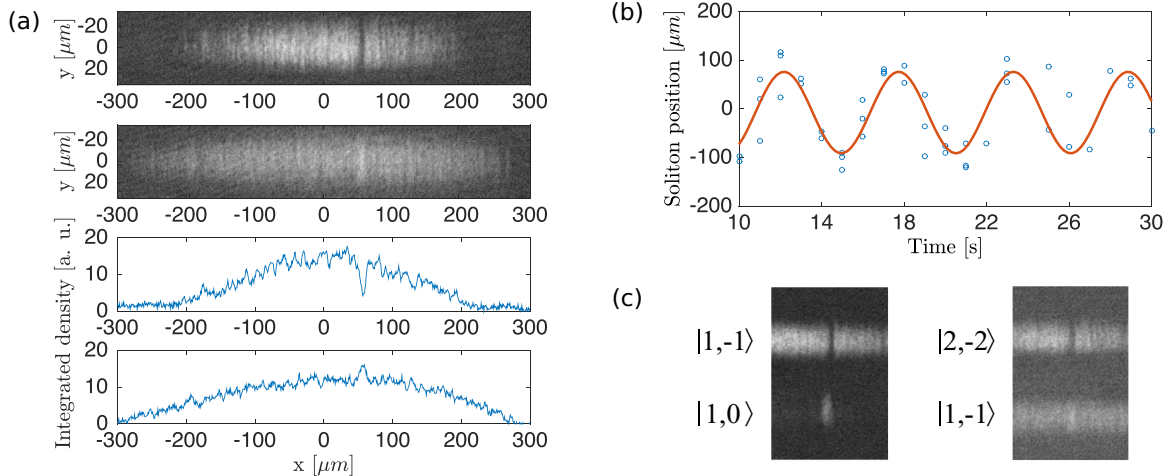 (a)
y [μm]
-20
0
20
-300 -200 -100 0 100 200 300
y [μm]
-20
0
20
-300 -200 -100 0 100 200 300
Integrated density [a. u.]
20
10
0
-300 -200 -100 0 100 200 300
20
10
0
-300 -200 -100 0 100 200 300
x [μm]
(b)
Soliton position [μm]
200
100
0
-100
-200
10 14 18 22 26 30
Time [s]
(c)
|1,-1⟩
|1,0⟩
|2,-2⟩
|1,-1⟩